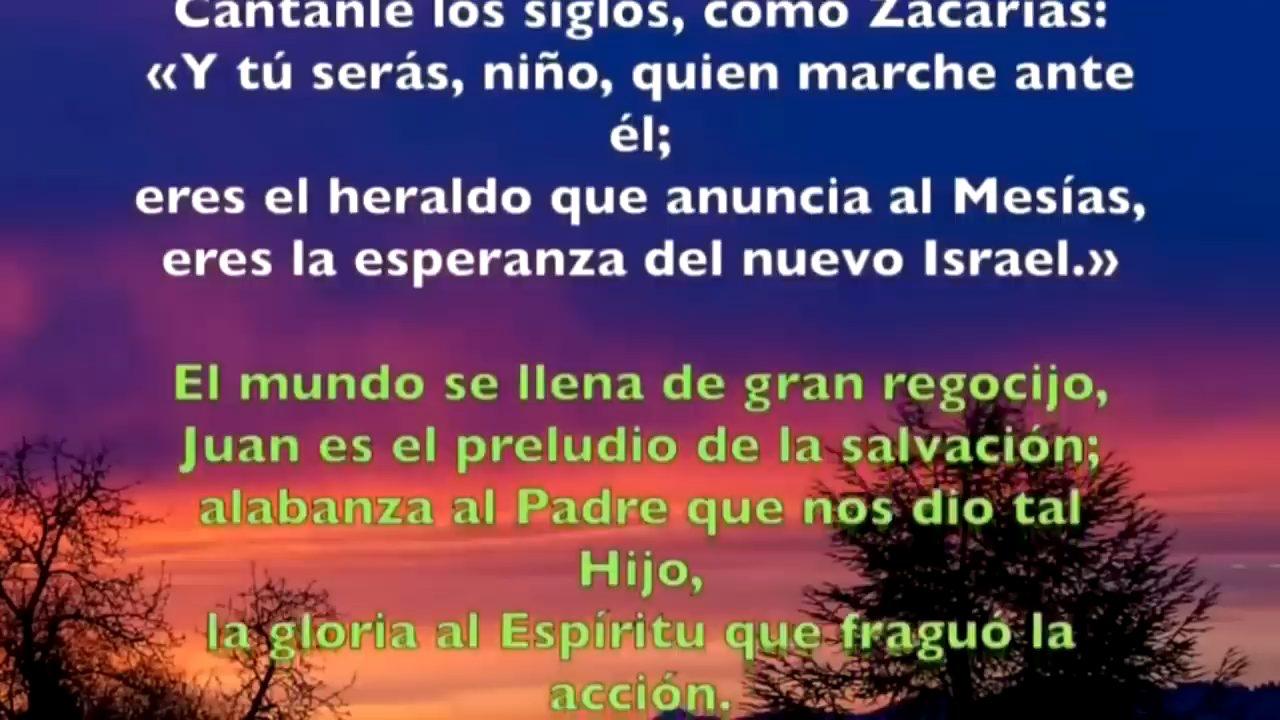 Cántanle los siglos, como Zacarías:
«Y tú serás, niño, quien marche ante
él;
eres el heraldo que anuncia al Mesías,
eres la esperanza del nuevo Israel.»
El mundo se llena de gran regocijo,
Juan es el preludio de la salvación;
alabanza al Padre que nos dio tal
Hijo,
la gloria al Espíritu que fraguó la
acción.